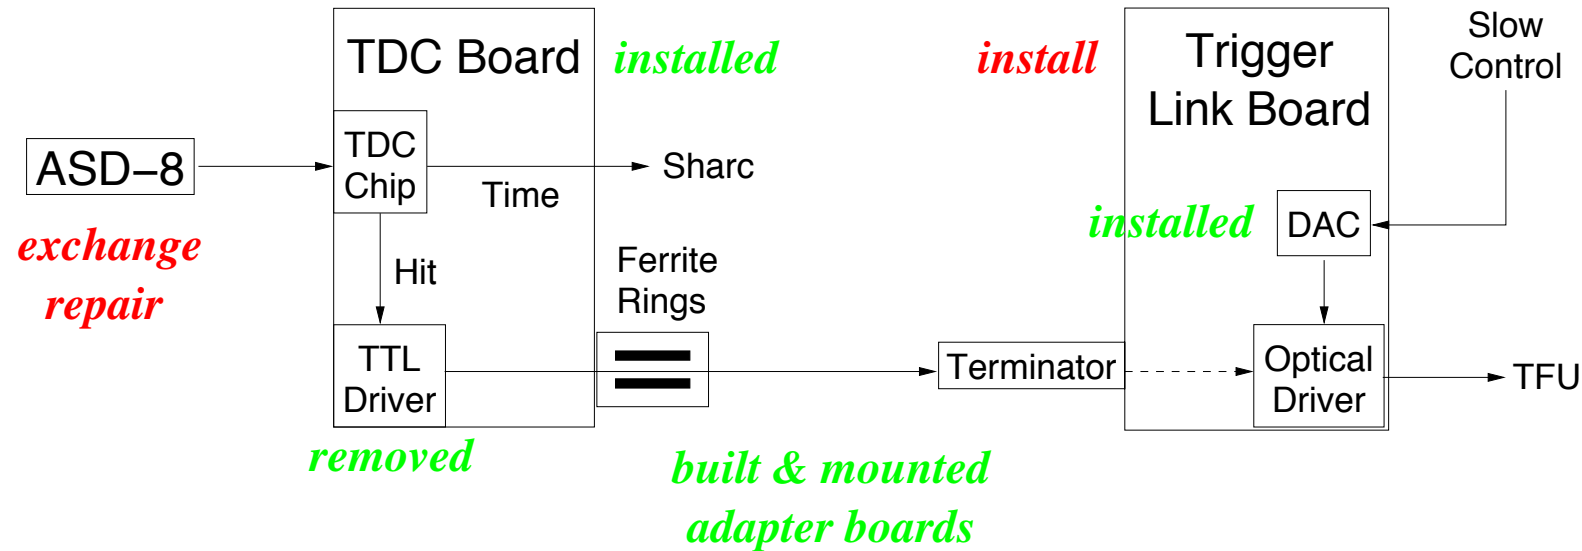 TDC Board
installed
install
Trigger
Link Board
Slow
Control
ASD–8
TDC
Chip
Time
Sharc
installed
DAC
exchange
repair
Hit
Ferrite
Rings
TTL
Driver
Terminator
Optical
Driver
TFU
removed
built & mounted
adapter boards